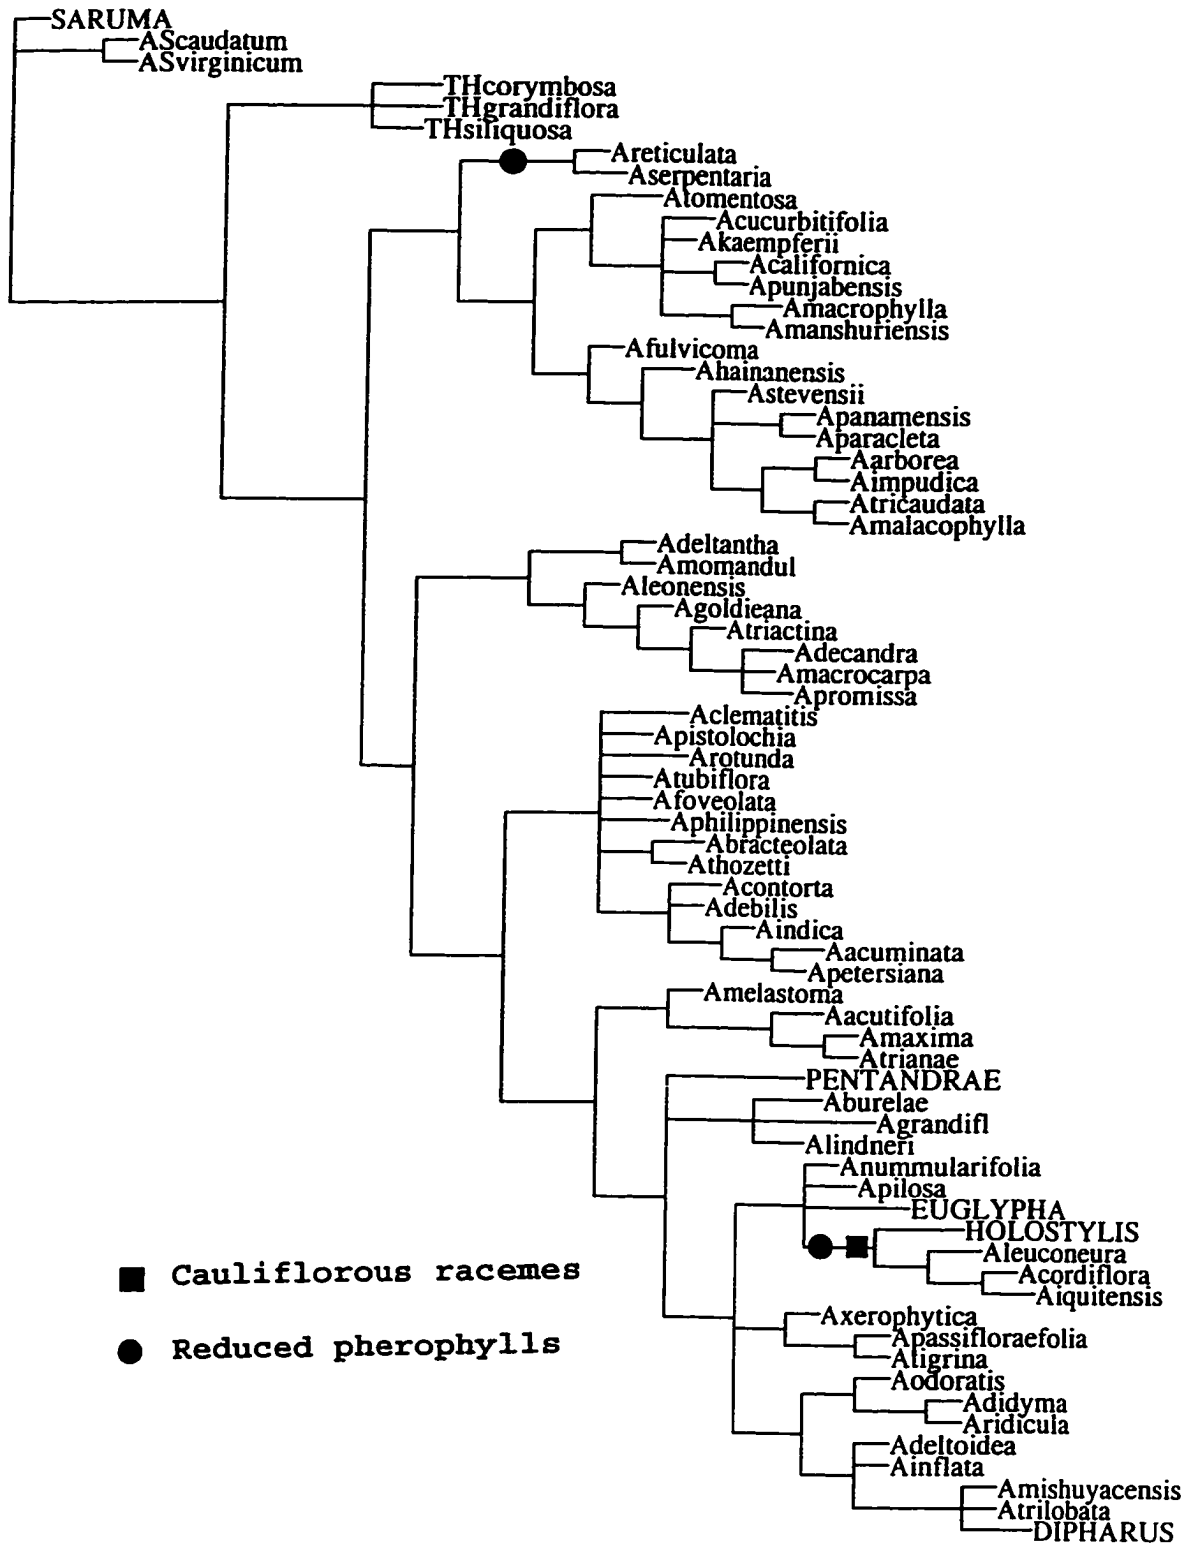 SARUMA
AScaudatum
ASvirginicum
THcorymbosa
THgrandiflora
THsiliquosa
Areticulata
Aserpentaria
Atomentosa
Acucurbitifolia
Akaempferii
Acalifornica
Apunjabensis
Amacrophylla
Amanshuriensis
Afulvicoma
Ahainanensis
Astevensii
Apanamensis
Aparacleta
Aarborea
Aimpudica
Atricaudata
Amalacophylla
Adeltantha
Amomandul
Aleonensis
Agoldieana
Atriactina
Adecandra
Amacrocarpa
Apromissa
Aclematitis
Apistolochia
Arotunda
Atubiflora
Afoveolata
Aphilippinensis
Abracteolata
Athozetti
Acontorta
Adebilis
Aindica
Aacuminata
Apetersiana
Amelastoma
Aacutifolia
Amaxima
Atrianae
PENTANDRAE
Aburelae
Agrandifl
Alindneri
Anummularifolia
Apilosa
EUGLYPHA
HOLOSTYLIS
Aleuconeura
Acordiflora
Aiquitensis
Axerophytica
Apassifloraefolia
Atigrina
Aodoratis
Adidyma
Aridicula
Adeltoidea
Ainflata
Amishuyacensis
Atrilobata
DIPHARUS
Cauliflorous racemes
Reduced pherophylls